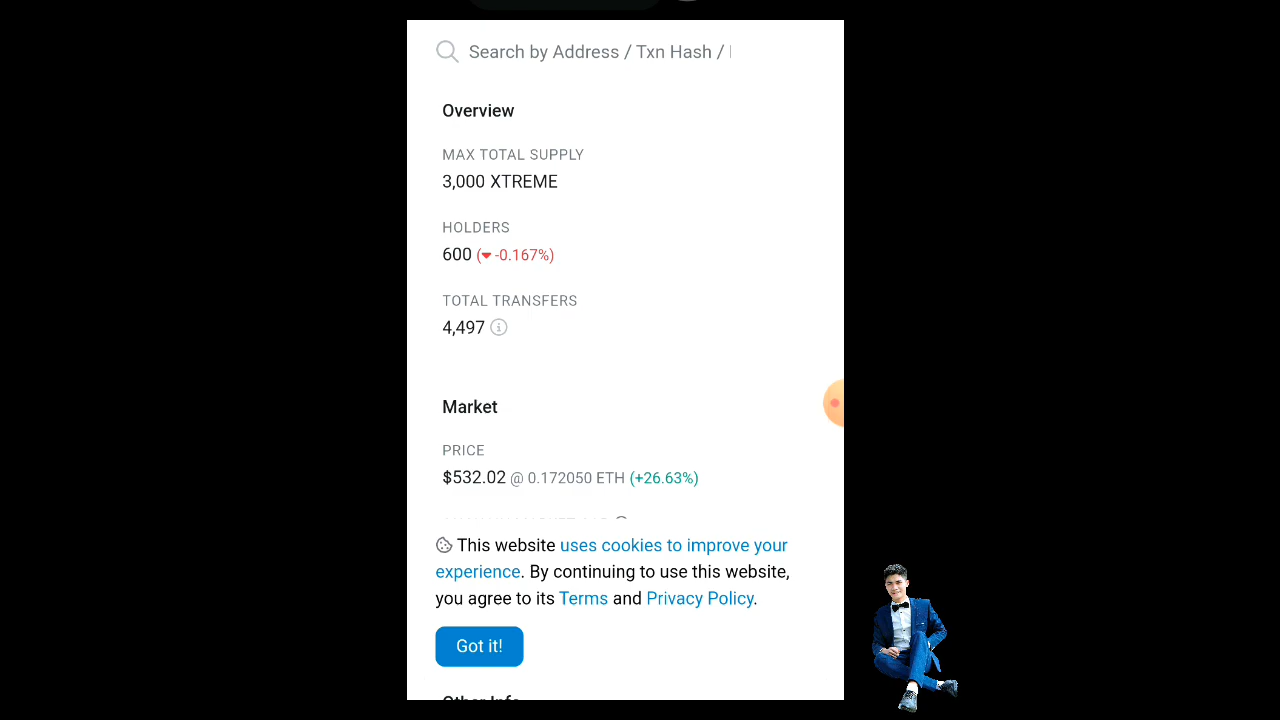 Search by Address / Txn Hash /
Overview
MAX TOTAL SUPPLY
3,000 XTREME
HOLDERS
600 (-0.167%)
TOTAL TRANSFERS
4,497
Market
PRICE
$532.02 @ 0.172050 ETH (+26.63%)
This website uses cookies to improve your
experience. By continuing to use this website,
you agree to its Terms and Privacy Policy.
Got it!
Other Info